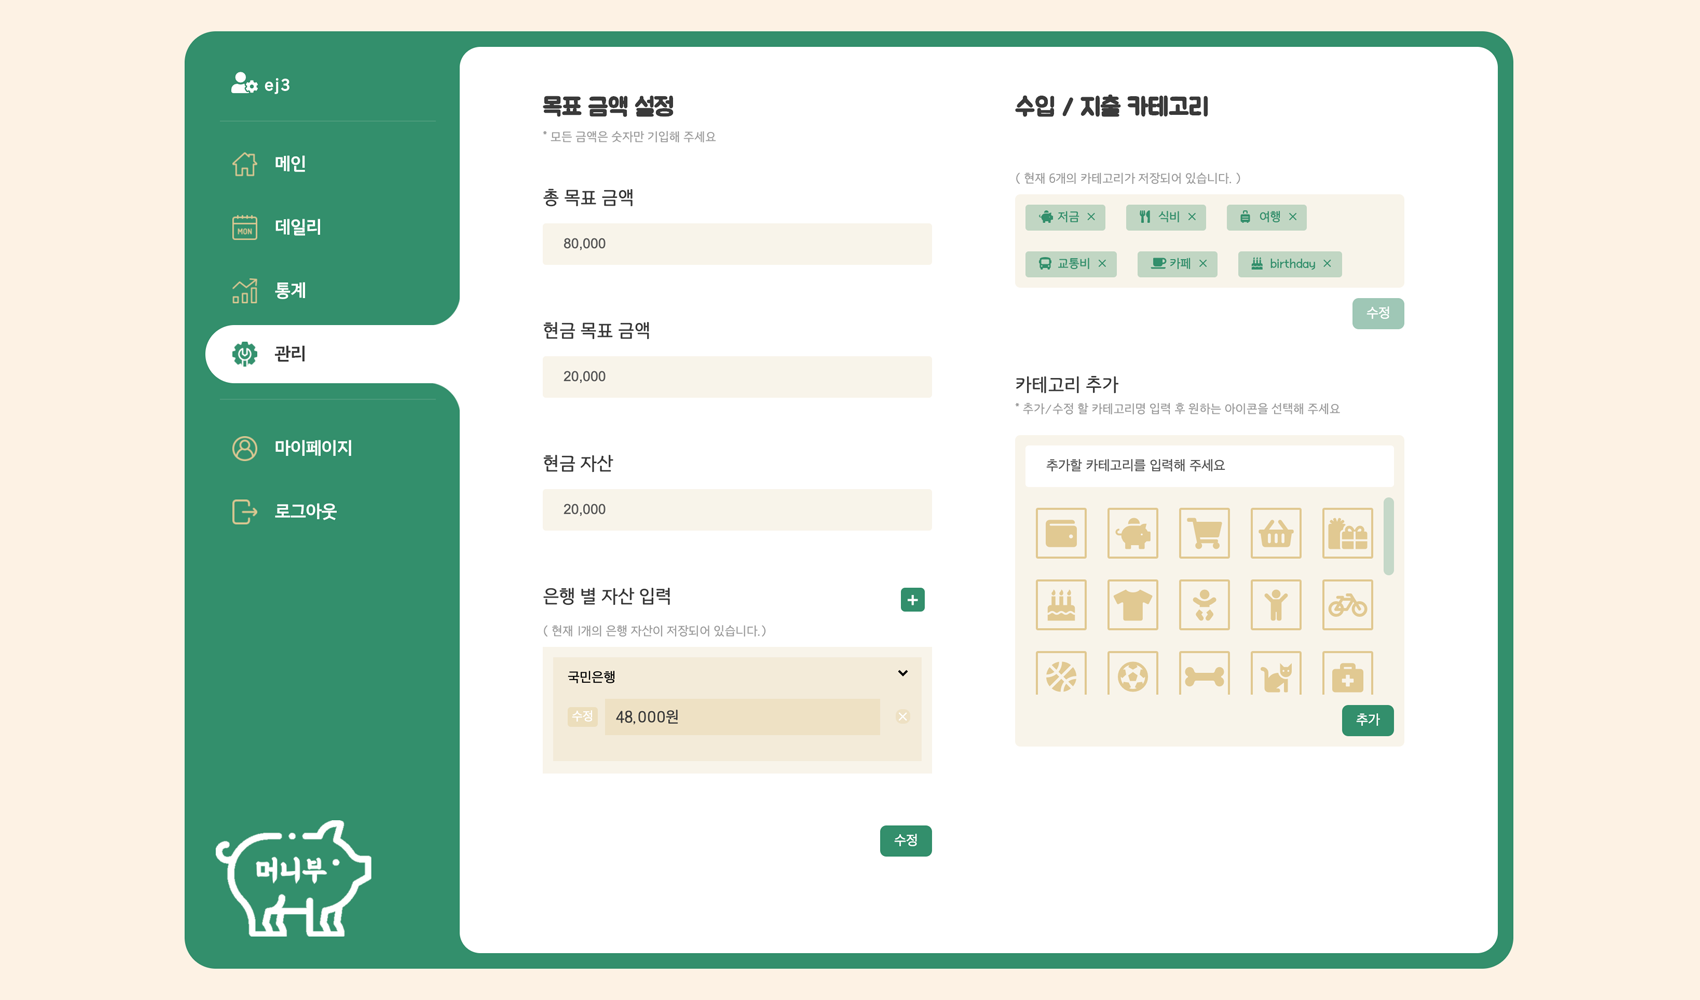 ej3
메인
MON
데일리
통계
관리
마이페이지
로그아웃
머니부
목표 금액 설정
* 모든 금액은 숫자만 기입해 주세요
총 목표 금액
80,000
현금 목표 금액
20,000
현금 자산
20,000
은행 별 자산 입력
+
( 현재 1개의 은행 자산이 저장되어 있습니다.)
국민은행
수정 48,000원 ×
수정
수입 / 지출 카테고리
( 현재 6개의 카테고리가 저장되어 있습니다. )
저금 × 식비 × 여행 ×
교통비 × 카페 × birthday ×
수정
카테고리 추가
* 추가/수정 할 카테고리명 입력 후 원하는 아이콘을 선택해 주세요
추가할 카테고리를 입력해 주세요
추가